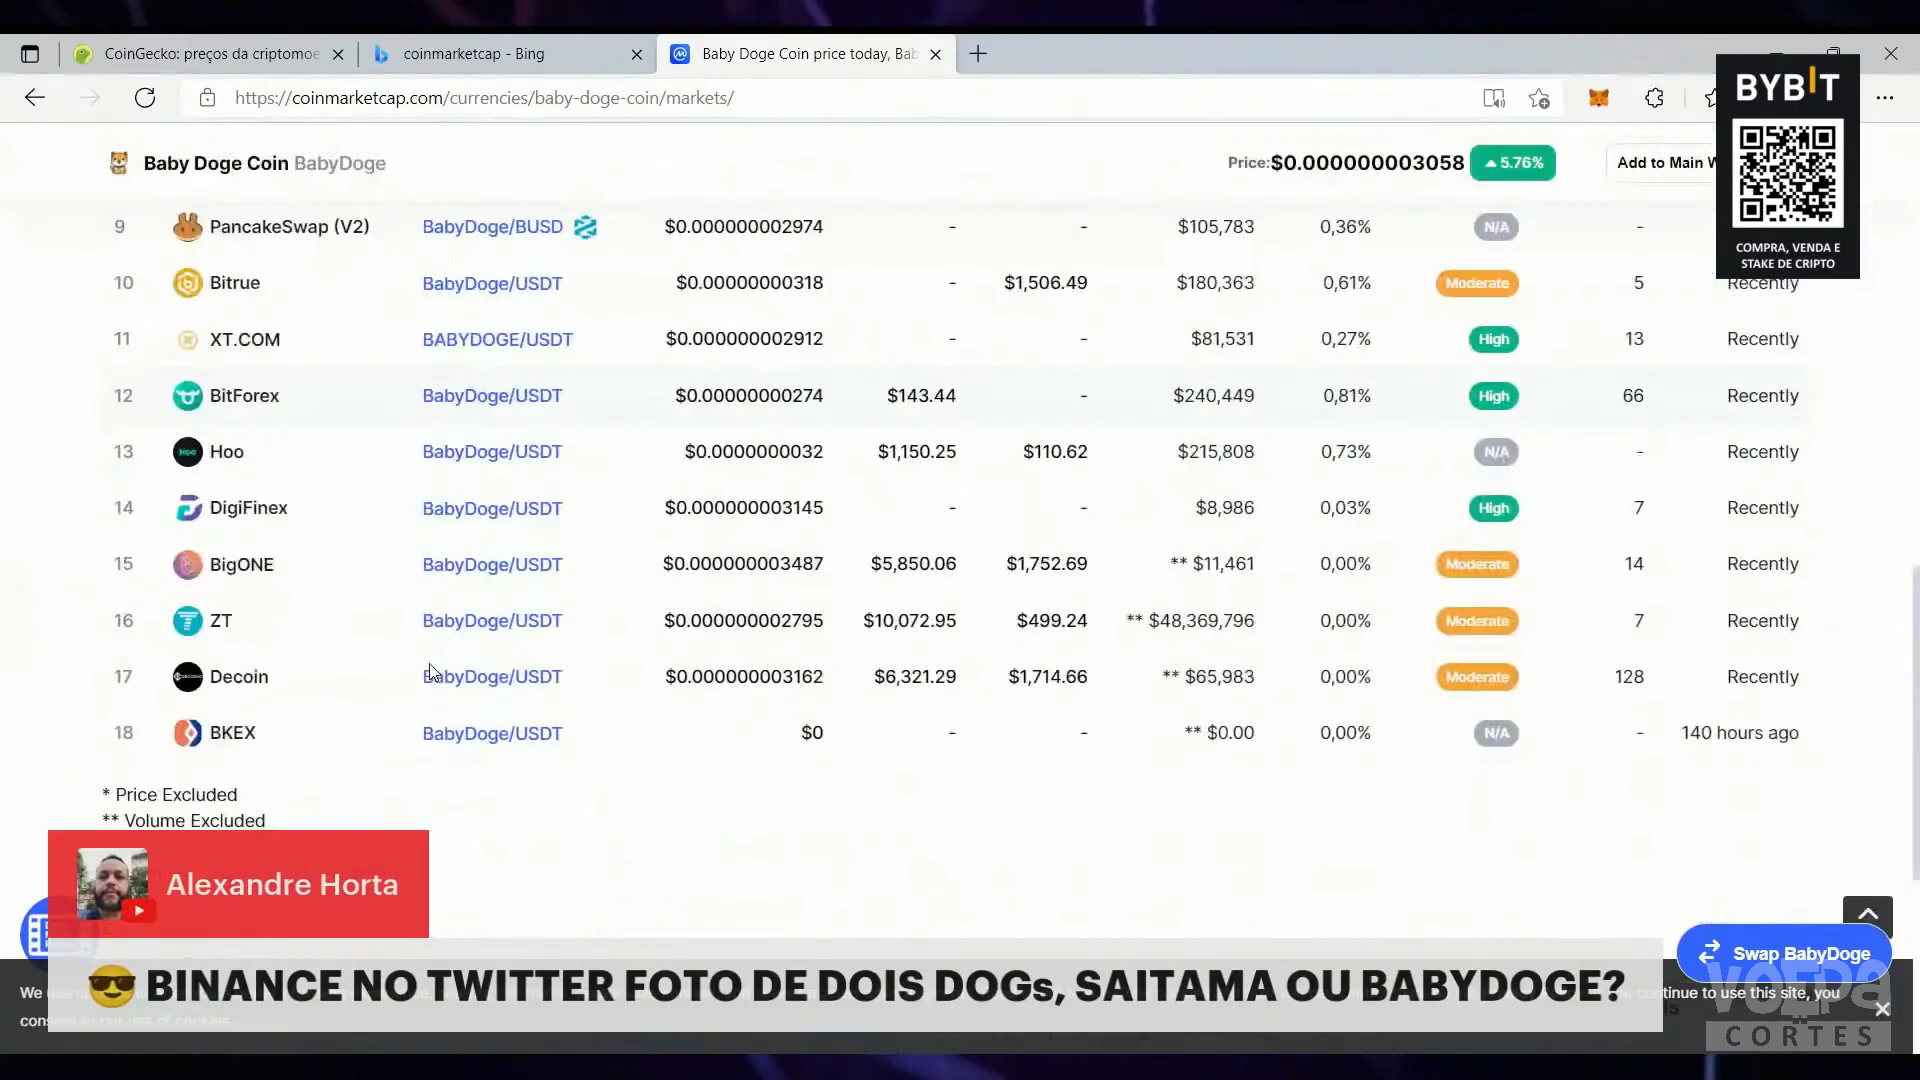 CoinGecko: preços da criptomoe
coinmarketcap - Bing
Baby Doge Coin price today, Bab
https://coinmarketcap.com/currencies/baby-doge-coin/markets/
BYBIT
COMPRA, VENDA E
STAKE DE CRIPTO
Baby Doge Coin BabyDoge
Price:$0.000000003058
5.76%
Add to Main W
9 PancakeSwap (V2) BabyDoge/BUSD $0.000000002974 - - $105,783 0,36% N/A -
10 Bitrue BabyDoge/USDT $0.00000000318 - $1,506.49 $180,363 0,61% Moderate 5 Recently
11 XT.COM BABYDOGE/USDT $0.000000002912 - - $81,531 0,27% High 13 Recently
12 BitForex BabyDoge/USDT $0.00000000274 $143.44 - $240,449 0,81% High 66 Recently
13 Hoo BabyDoge/USDT $0.0000000032 $1,150.25 $110.62 $215,808 0,73% N/A - Recently
14 DigiFinex BabyDoge/USDT $0.000000003145 - - $8,986 0,03% High 7 Recently
15 BigONE BabyDoge/USDT $0.000000003487 $5,850.06 $1,752.69 ** $11,461 0,00% Moderate 14 Recently
16 ZT BabyDoge/USDT $0.000000002795 $10,072.95 $499.24 ** $48,369,796 0,00% Moderate 7 Recently
17 Decoin BabyDoge/USDT $0.000000003162 $6,321.29 $1,714.66 ** $65,983 0,00% Moderate 128 Recently
18 BKEX BabyDoge/USDT $0 - - ** $0.00 0,00% N/A - 140 hours ago
* Price Excluded
** Volume Excluded
Alexandre Horta
Swap BabyDoge
😎 BINANCE NO TWITTER FOTO DE DOIS DOGs, SAITAMA OU BABYDOGE?
We
continue to use this site, you
consent to our use of cookies
VOEPA
CORTES